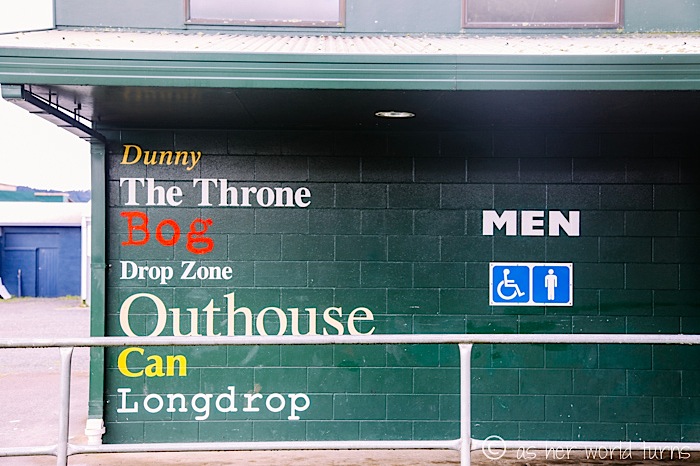 Dunny
The Throne
Bog
Drop Zone
Outhouse
Can
Longdrop
MEN
© as her world turns